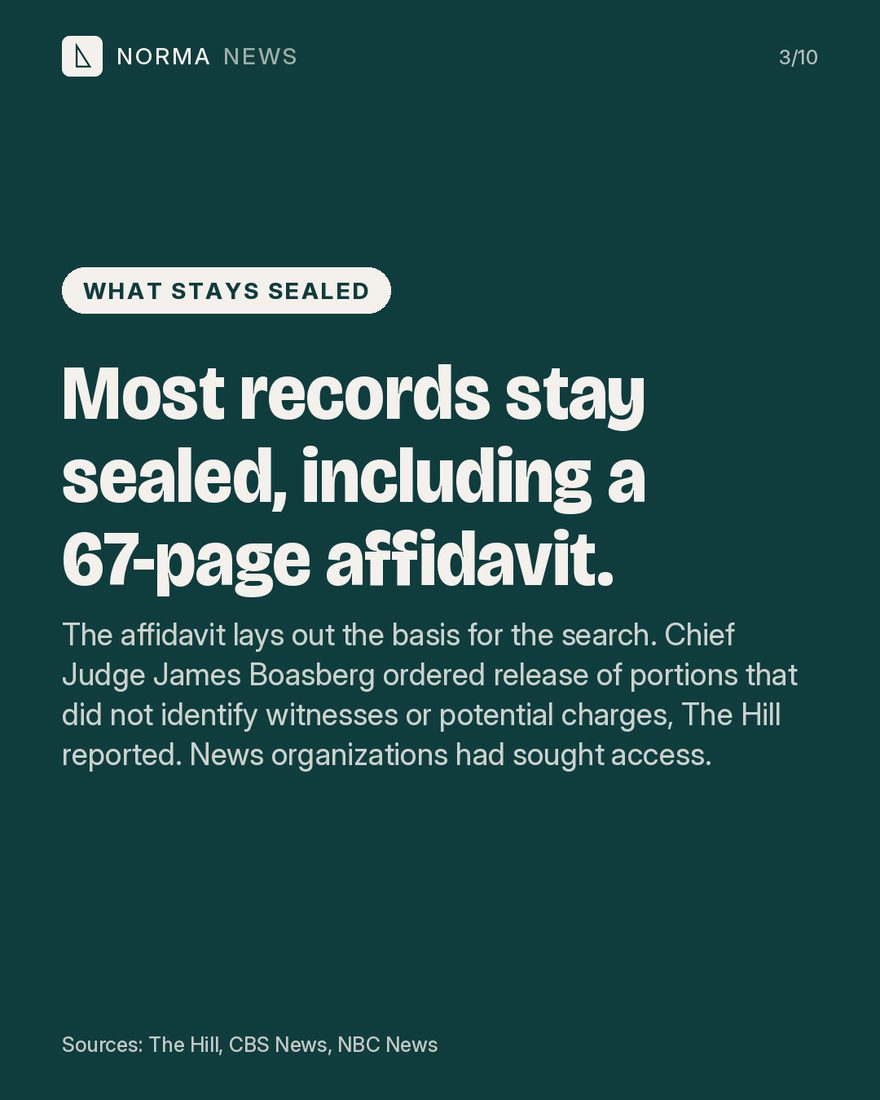 NORMA NEWS
3/10
WHAT STAYS SEALED
Most records stay
sealed, including a
67-page affidavit.
The affidavit lays out the basis for the search. Chief
Judge James Boasberg ordered release of portions that
did not identify witnesses or potential charges, The Hill
reported. News organizations had sought access.
Sources: The Hill, CBS News, NBC News